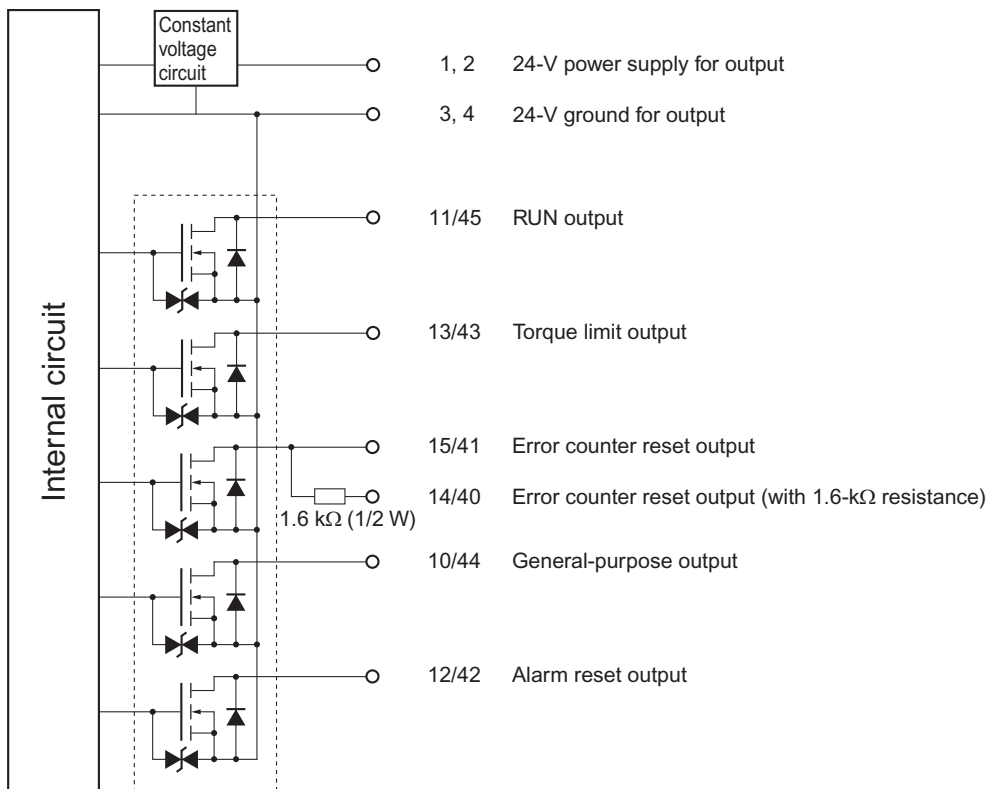 Constant
voltage
circuit
1, 2 24-V power supply for output
3, 4 24-V ground for output
Internal circuit
11/45 RUN output
13/43 Torque limit output
15/41 Error counter reset output
14/40 Error counter reset output (with 1.6-kΩ resistance)
1.6 kΩ (1/2 W)
10/44 General-purpose output
12/42 Alarm reset output